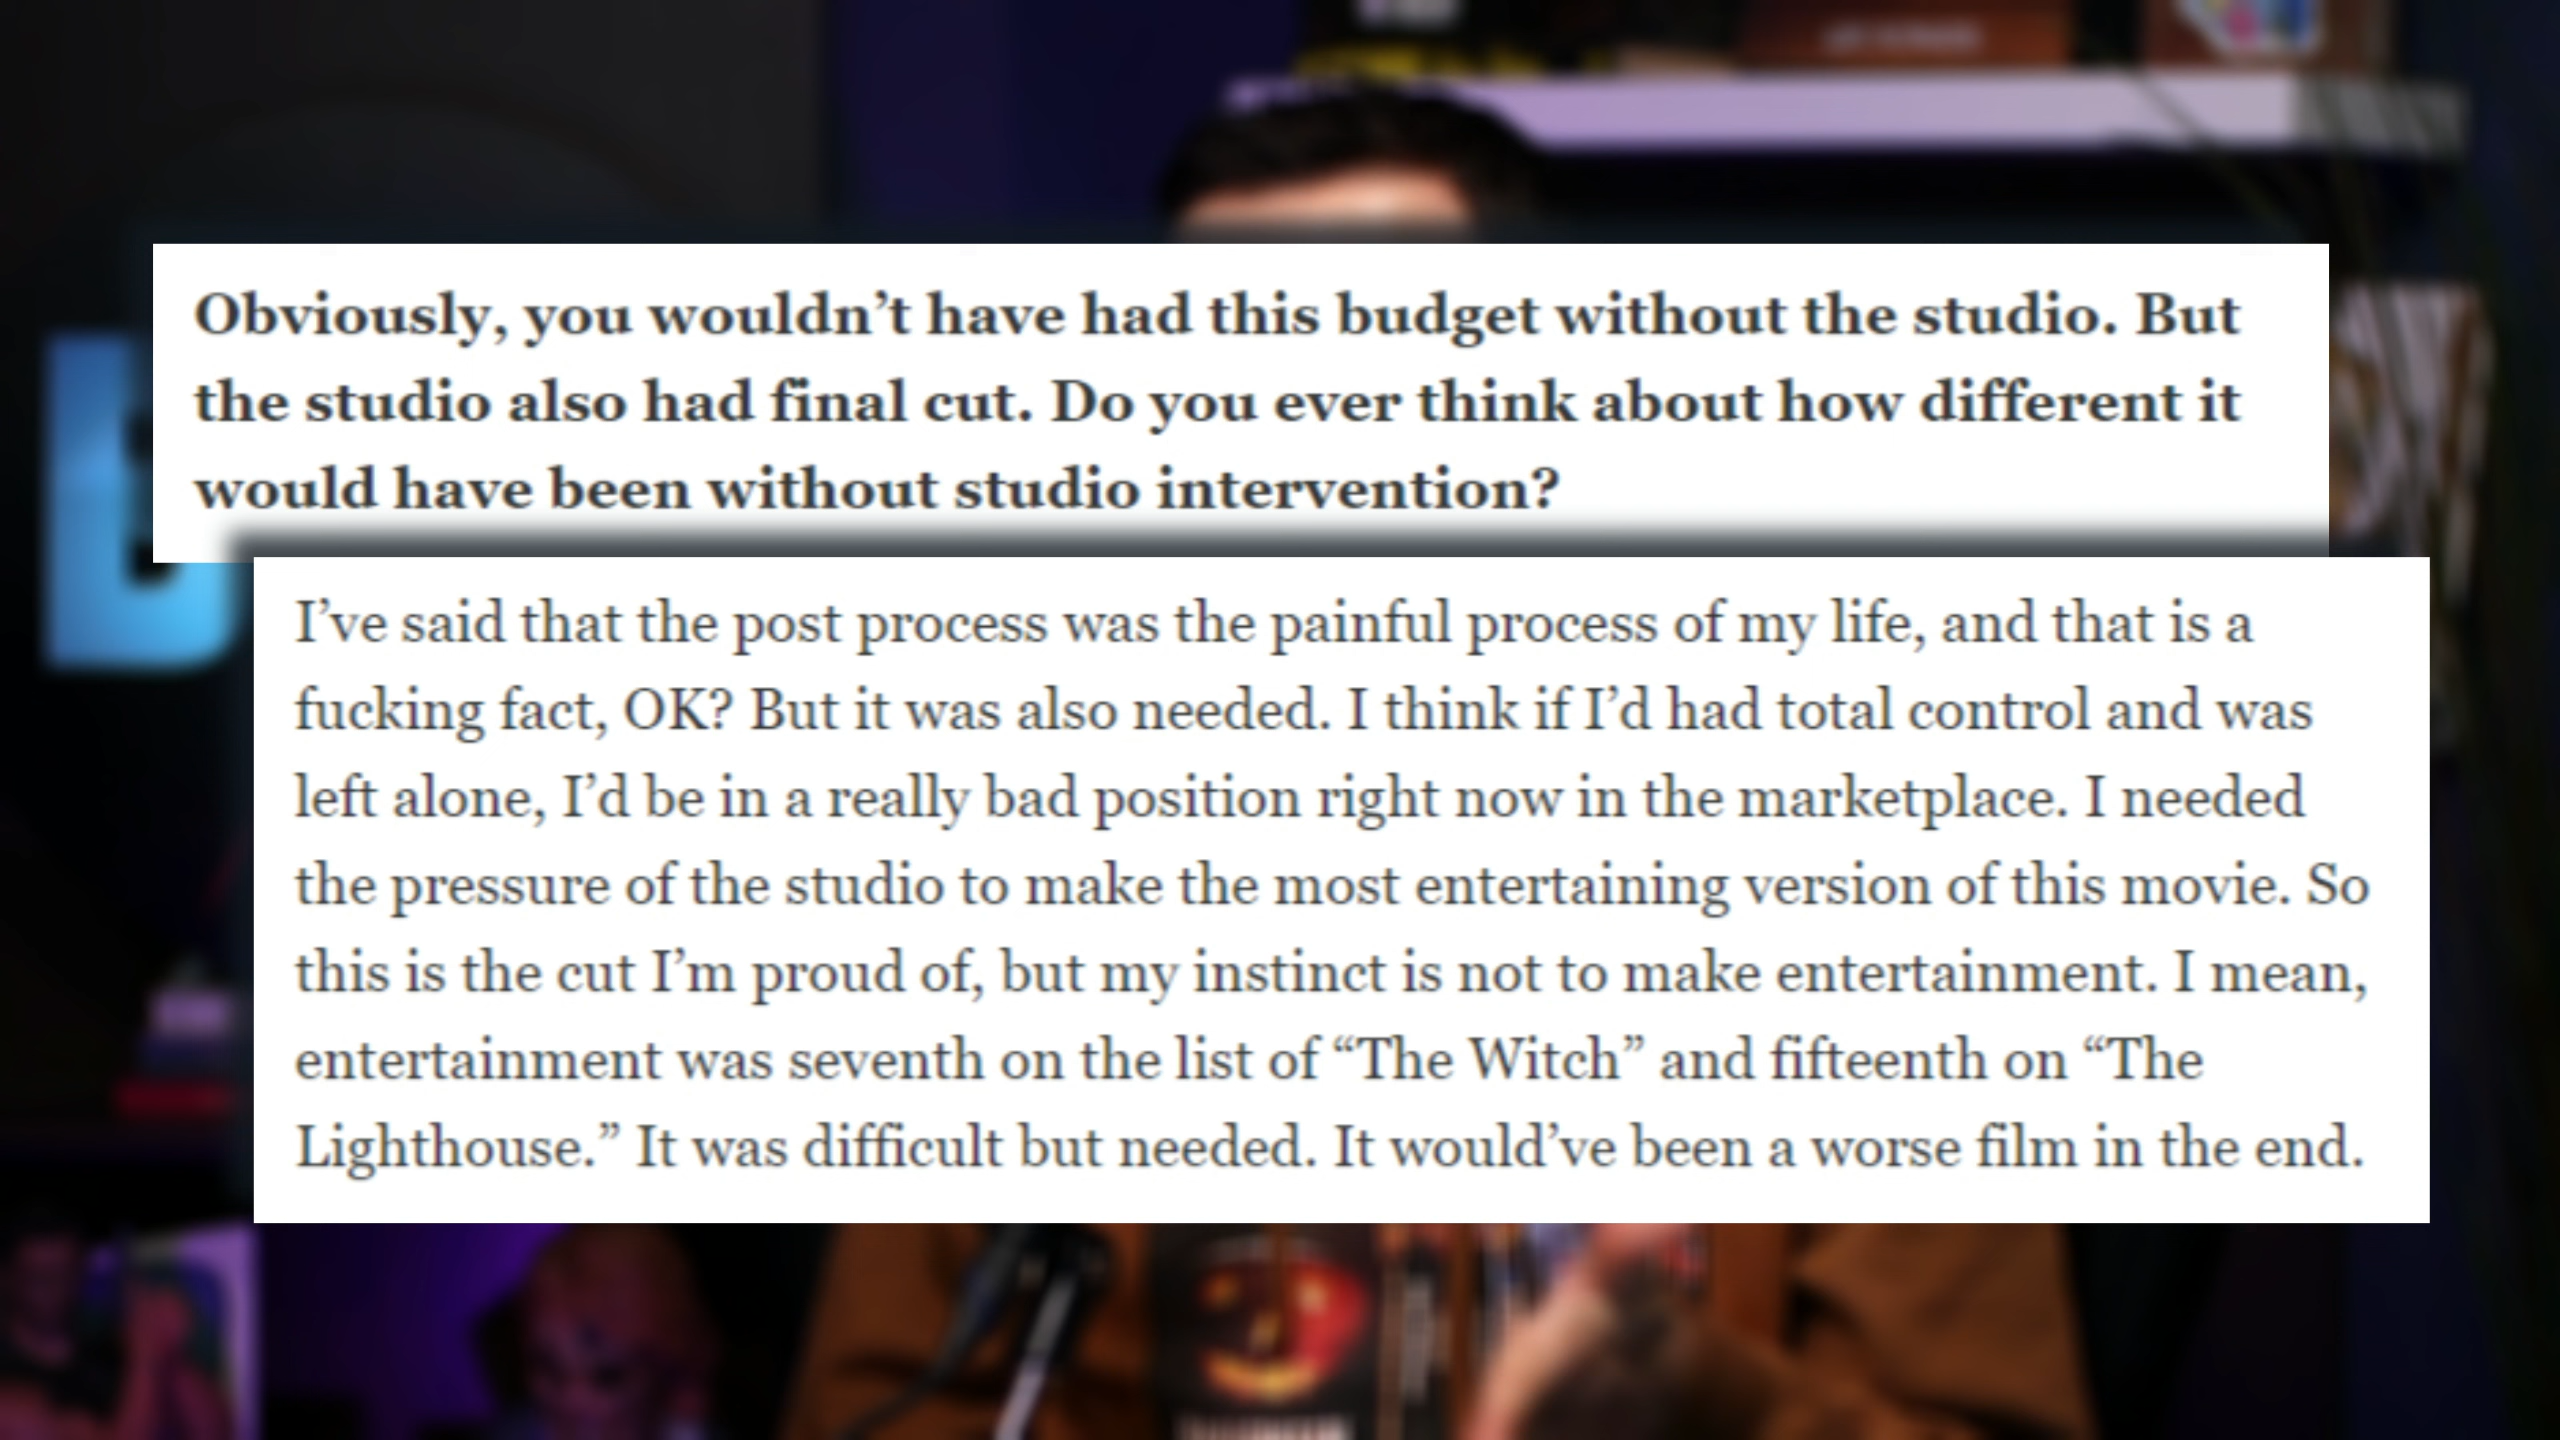 Obviously, you wouldn’t have had this budget without the studio. But
the studio also had final cut. Do you ever think about how different it
would have been without studio intervention?
I’ve said that the post process was the painful process of my life, and that is a
fucking fact, OK? But it was also needed. I think if I’d had total control and was
left alone, I’d be in a really bad position right now in the marketplace. I needed
the pressure of the studio to make the most entertaining version of this movie. So
this is the cut I’m proud of, but my instinct is not to make entertainment. I mean,
entertainment was seventh on the list of “The Witch” and fifteenth on “The
Lighthouse.” It was difficult but needed. It would’ve been a worse film in the end.